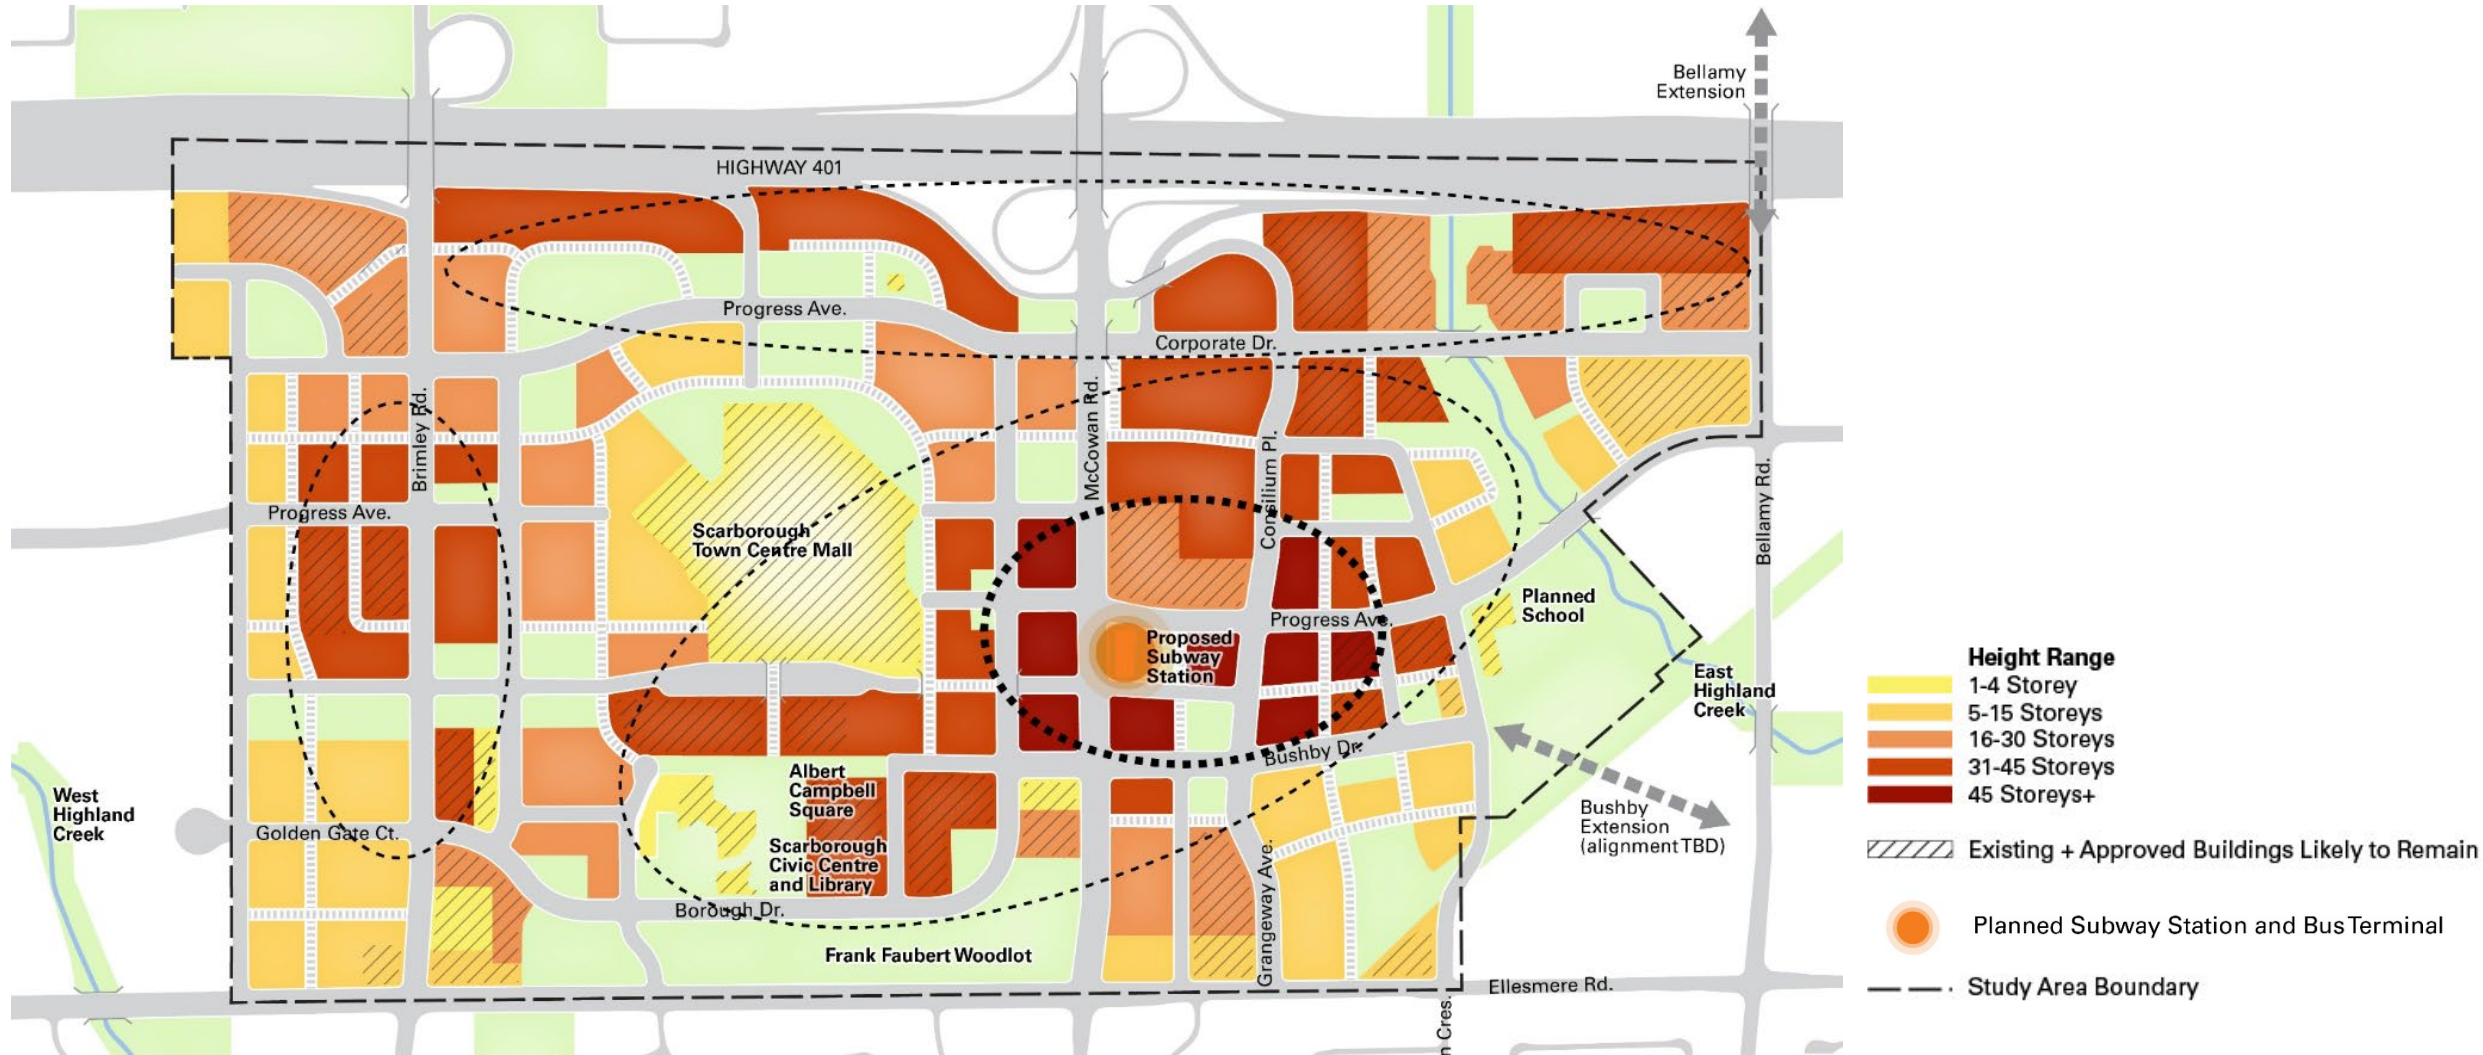 Bellamy
Extension
HIGHWAY 401
Progress Ave.
Corporate Dr.
Brimley Rd.
McCowan Rd.
Consilium Pl.
Bellamy Rd.
Progress Ave.
Scarborough
Town Centre Mall
Planned
School
Progress Ave.
Proposed
Subway
Station
East
Highland
Creek
Bushby Dr.
Albert
Campbell
Square
West
Highland
Creek
Golden Gate Ct.
Bushby
Extension
(alignment TBD)
Scarborough
Civic Centre
and Library
Grangeway Ave.
Borough Dr.
Frank Faubert Woodlot
Ellesmere Rd.
n Cres.
Height Range
1-4 Storey
5-15 Storeys
16-30 Storeys
31-45 Storeys
45 Storeys+
Existing + Approved Buildings Likely to Remain
Planned Subway Station and Bus Terminal
Study Area Boundary